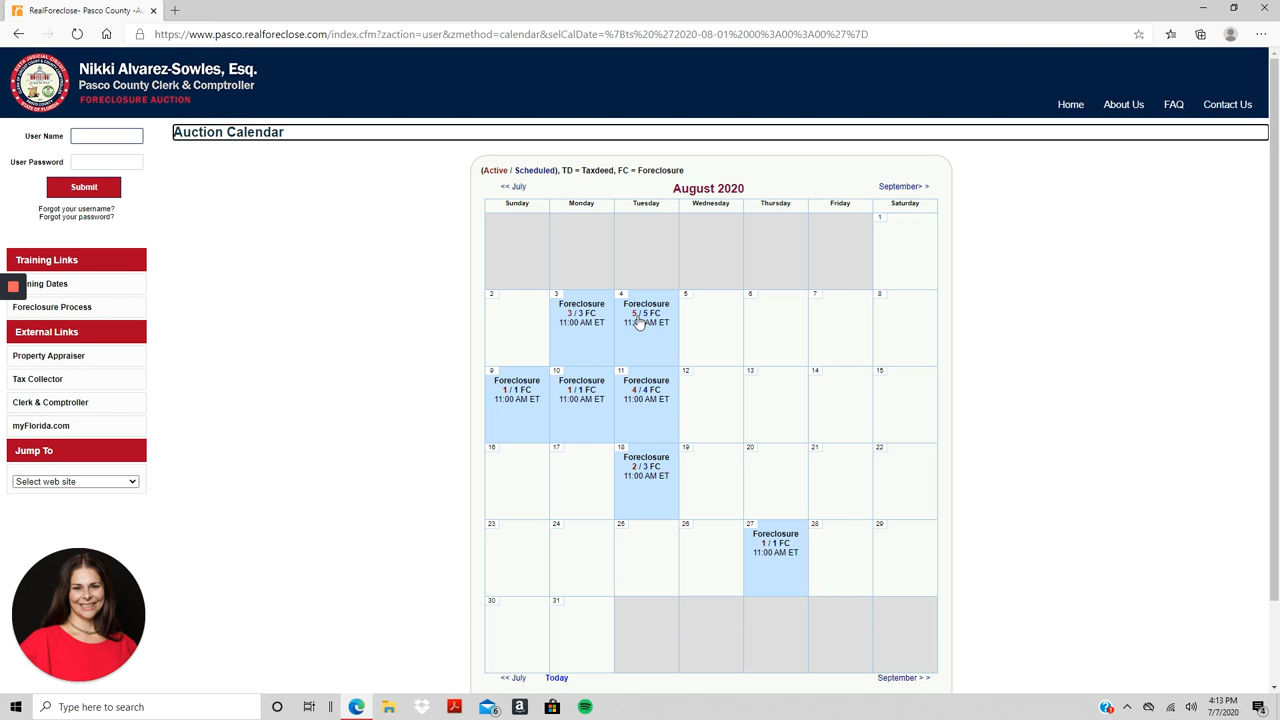 RealForeclose- Pasco County -Au
https://www.pasco.realforeclose.com/index.cfm?zaction=user&zmethod=calendar&selCalDate=%7Bts%20%272020-08-01%2000%3A00%3A00%27%7D
Nikki Alvarez-Sowles, Esq.
Pasco County Clerk & Comptroller
FORECLOSURE AUCTION
Home About Us FAQ Contact Us
User Name
User Password
Submit
Forgot your username?
Forgot your password?
Training Links
ning Dates
Foreclosure Process
External Links
Property Appraiser
Tax Collector
Clerk & Comptroller
myFlorida.com
Jump To
Select web site
Auction Calendar
(Active / Scheduled), TD = Taxdeed, FC = Foreclosure
<< July August 2020 September> >
Sunday Monday Tuesday Wednesday Thursday Friday Saturday
1
2 3 4 5 6 7 8
Foreclosure Foreclosure
3 / 3 FC 5 / 5 FC
11:00 AM ET 11: AM ET
9 10 11 12 13 14 15
Foreclosure Foreclosure Foreclosure
1 / 1 FC 1 / 1 FC 4 / 4 FC
11:00 AM ET 11:00 AM ET 11:00 AM ET
16 17 18 19 20 21 22
Foreclosure
2 / 3 FC
11:00 AM ET
23 24 25 26 27 28 29
Foreclosure
1 / 1 FC
11:00 AM ET
30 31
<< July Today September > >
Type here to search
6
4:13 PM
7/7/2020
4